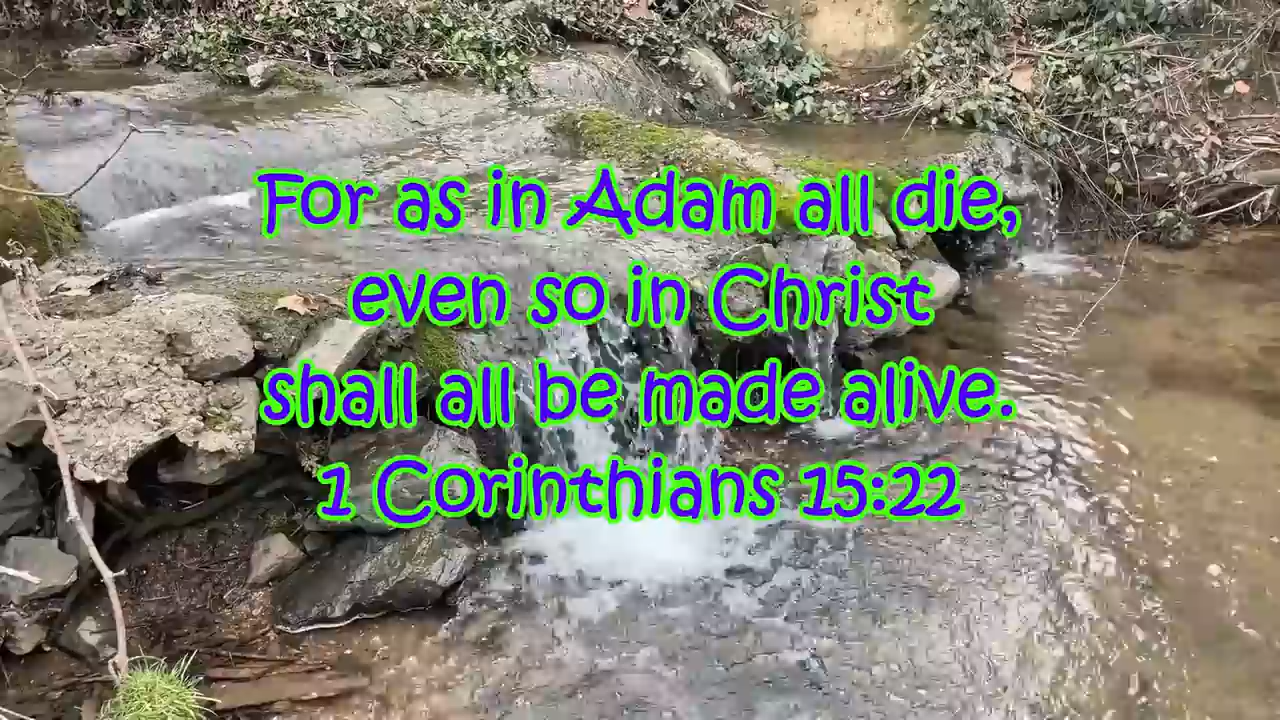 For as in Adam all die,
even so in Christ
shall all be made alive.
1 Corinthians 15:22